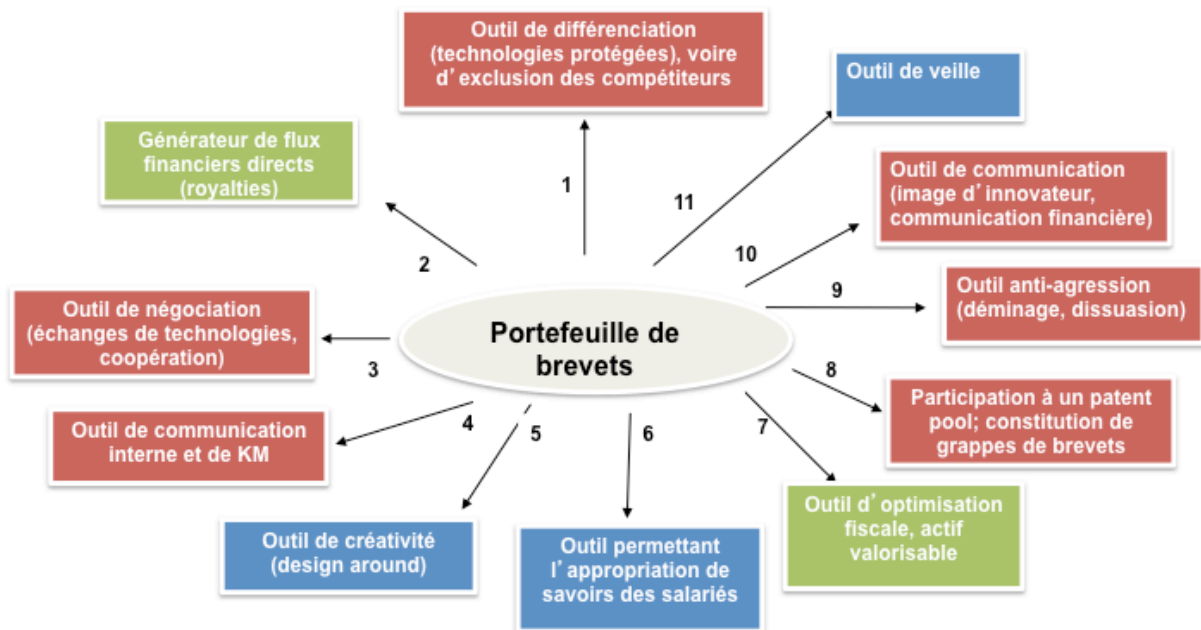 Outil de différenciation
(technologies protégées), voire
d’exclusion des compétiteurs
Outil de veille
Générateur de flux
financiers directs
(royalties)
Outil de communication
(image d’innovateur,
communication financière)
1
11
2
10
Outil de négociation
(échanges de technologies,
coopération)
3
9
Outil anti-agression
(déminage, dissuasion)
Portefeuille de
brevets
8
Participation à un patent
pool; constitution de
grappes de brevets
4
Outil de communication
interne et de KM
5
6
7
Outil de créativité
(design around)
Outil permettant
l’appropriation de
savoirs des salariés
Outil d’optimisation
fiscale, actif
valorisable